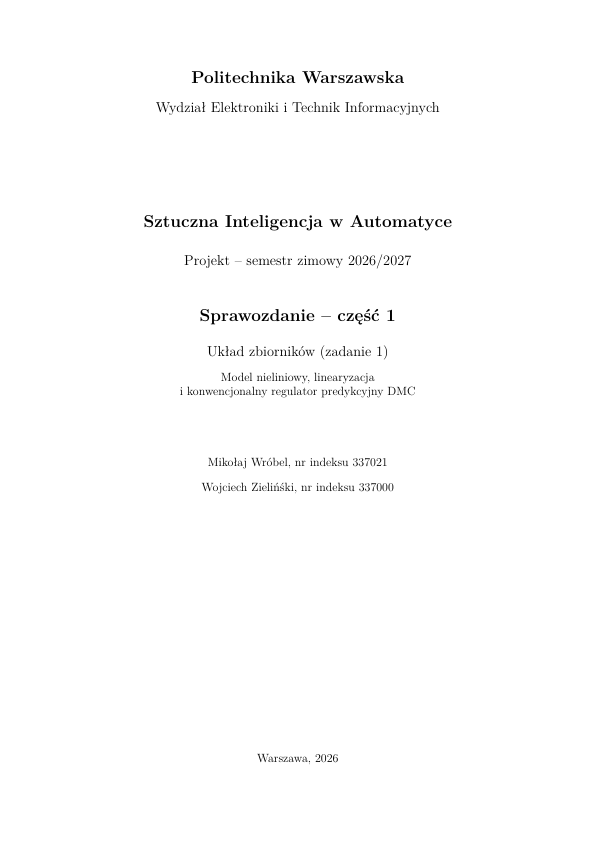 Politechnika Warszawska
Wydział Elektroniki i Technik Informacyjnych
Sztuczna Inteligencja w Automatyce
Projekt – semestr zimowy 2026/2027
Sprawozdanie – część 1
Układ zbiorników (zadanie 1)
Model nieliniowy, linearyzacja
i konwencjonalny regulator predykcyjny DMC
Mikołaj Wróbel, nr indeksu 337021
Wojciech Zielińśki, nr indeksu 337000
Warszawa, 2026